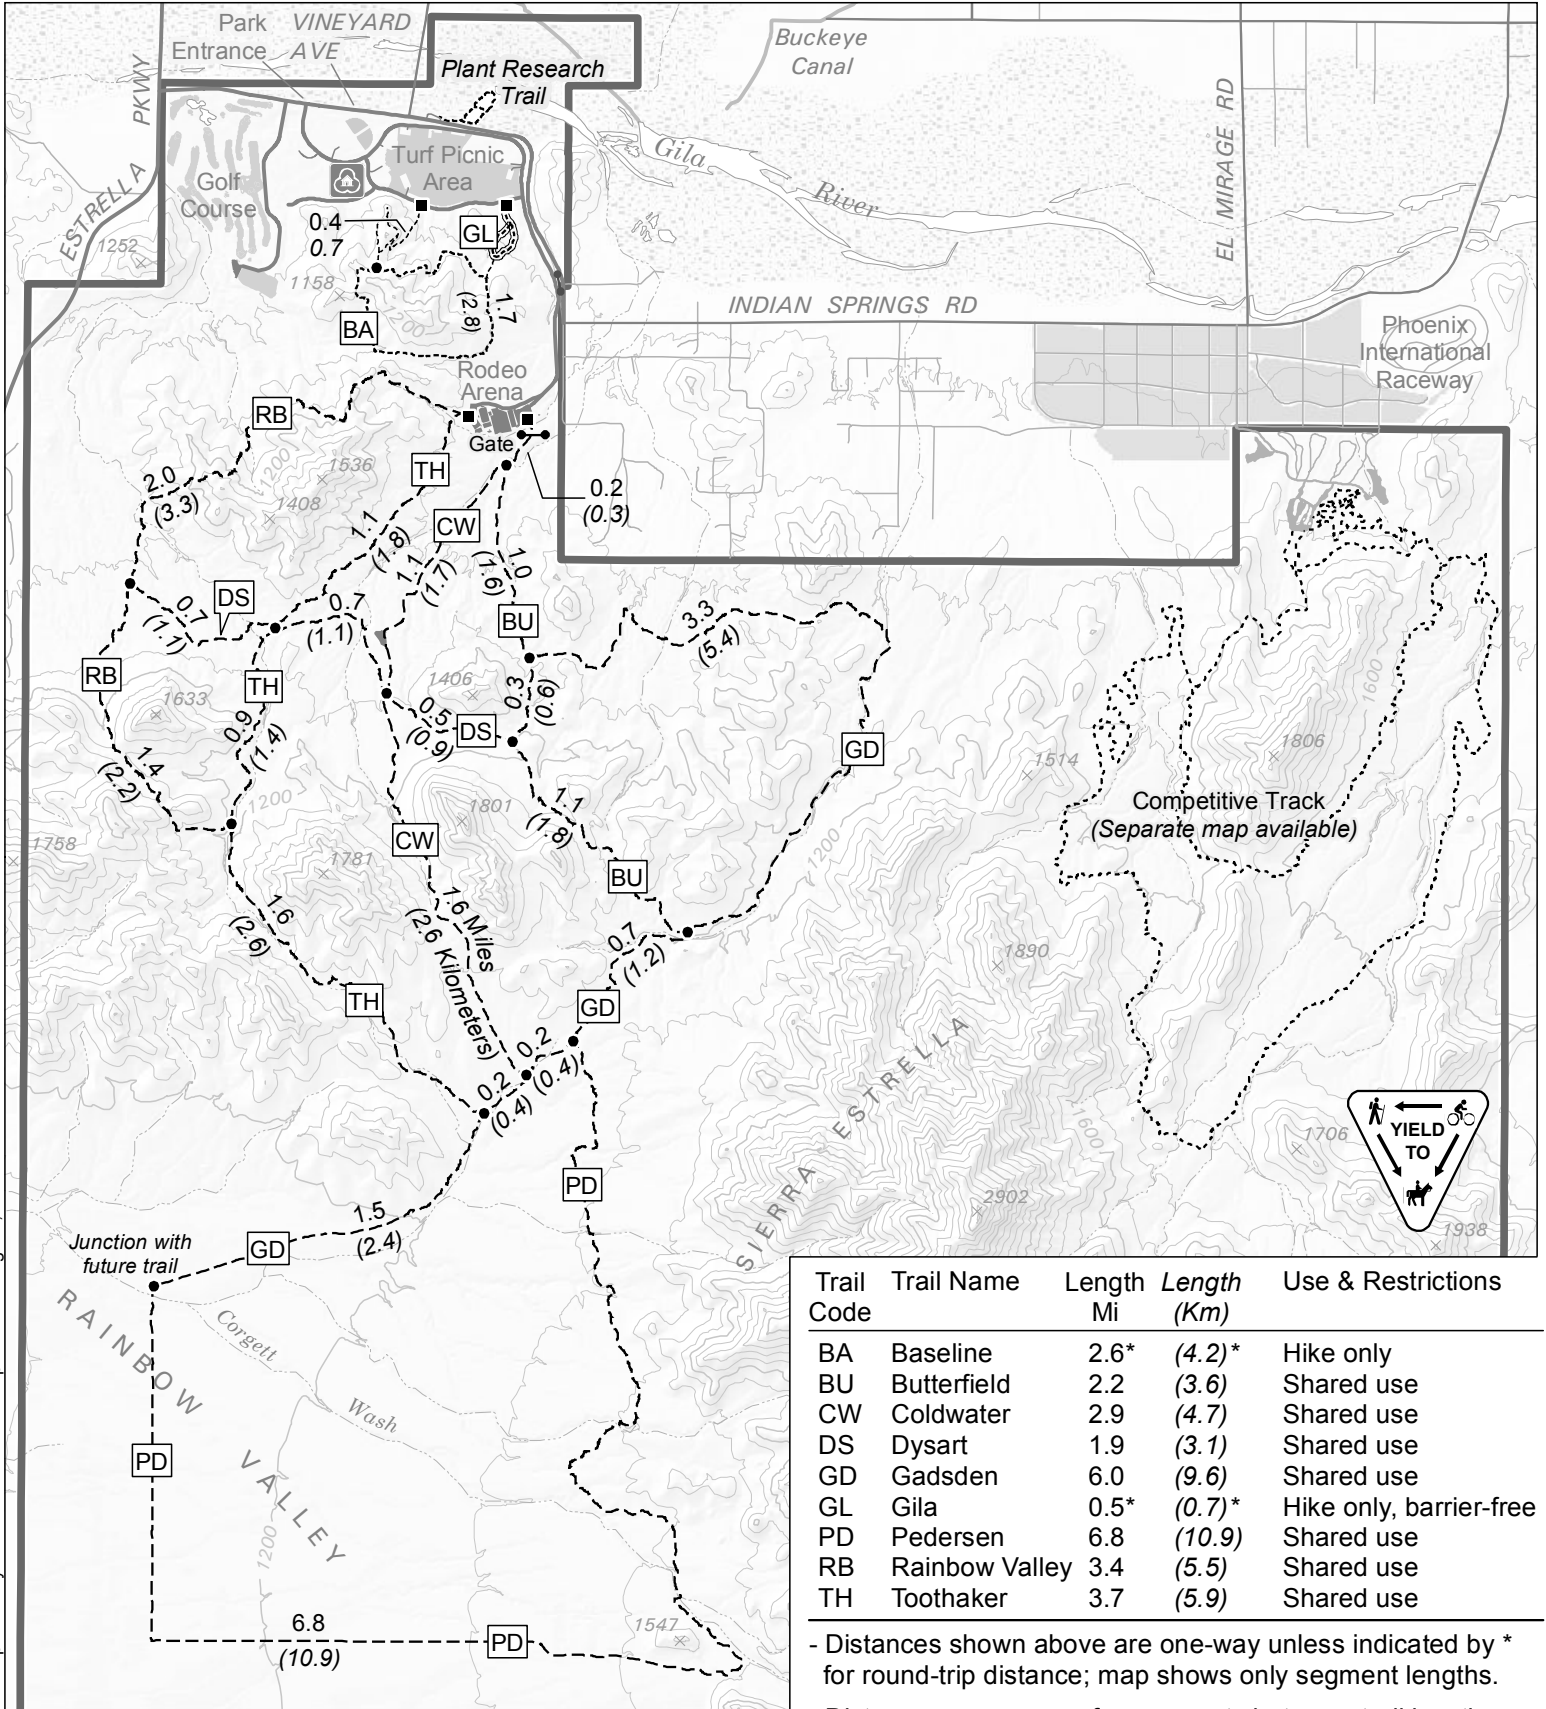 Park
Entrance
VINEYARD
AVE
PKWY
ESTRELLA
Plant Research
Trail
Buckeye
Canal
EL MIRAGE RD
Turf Picnic
Area
Golf
Course
Gila
River
0.4
0.7
GL
1252
1158
1200
BA
1.7
(2.8)
INDIAN SPRINGS RD
Phoenix
International
Raceway
Rodeo
Arena
Gate
RB
TH
1200
1536
1408
2.0
(3.3)
CW
0.2
(0.3)
1.1
(1.8)
1.1
(1.7)
1.0
(1.6)
DS
0.7
(1.1)
0.7
(1.1)
BU
3.3
(5.4)
RB
TH
1633
1406
0.3
(0.6)
0.5
(0.9)
DS
GD
1600
1806
1514
0.9
(1.4)
1.4
(2.2)
1200
1801
1.1
(1.8)
Competitive Track
(Separate map available)
1758
1781
CW
1200
BU
1.6
(2.6)
1.6 Miles
(2.6 Kilometers)
0.7
(1.2)
1890
TH
GD
0.2
(0.4)
0.2
(0.4)
SIERRA ESTRELLA
1600
YIELD
TO
1706
PD
2902
1938
1.5
(2.4)
GD
Junction with
future trail
RAINBOW VALLEY
Corgett
Wash
PD
1200
6.8
(10.9)
PD
1547
Trail Trail Name Length Length Use & Restrictions
Code Mi (Km)
BA Baseline 2.6* (4.2)* Hike only
BU Butterfield 2.2 (3.6) Shared use
CW Coldwater 2.9 (4.7) Shared use
DS Dysart 1.9 (3.1) Shared use
GD Gadsden 6.0 (9.6) Shared use
GL Gila 0.5* (0.7)* Hike only, barrier-free
PD Pedersen 6.8 (10.9) Shared use
RB Rainbow Valley 3.4 (5.5) Shared use
TH Toothaker 3.7 (5.9) Shared use
- Distances shown above are one-way unless indicated by *
for round-trip distance; map shows only segment lengths.